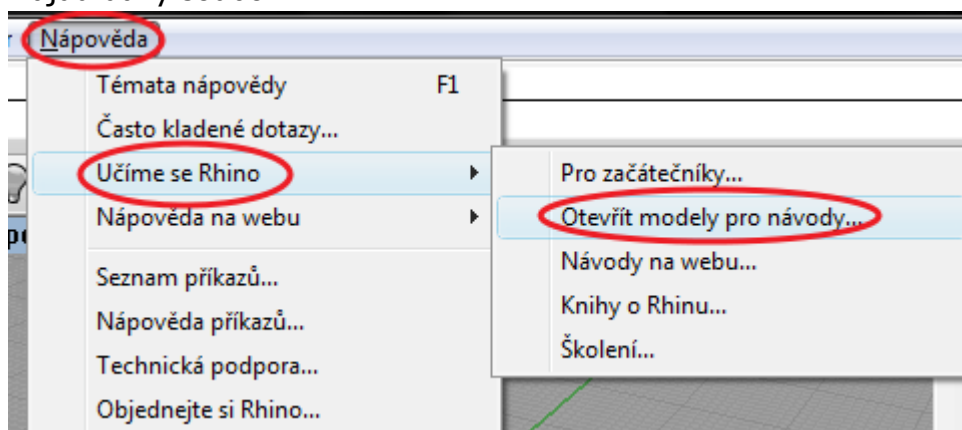 Nápověda
Témata nápovědy F1
Často kladené dotazy...
Učíme se Rhino
Nápověda na webu
Seznam příkazů...
Nápověda příkazů...
Technická podpora...
Objednejte si Rhino...
Pro začátečníky...
Otevřít modely pro návody...
Návody na webu...
Knihy o Rhinu...
Školení...